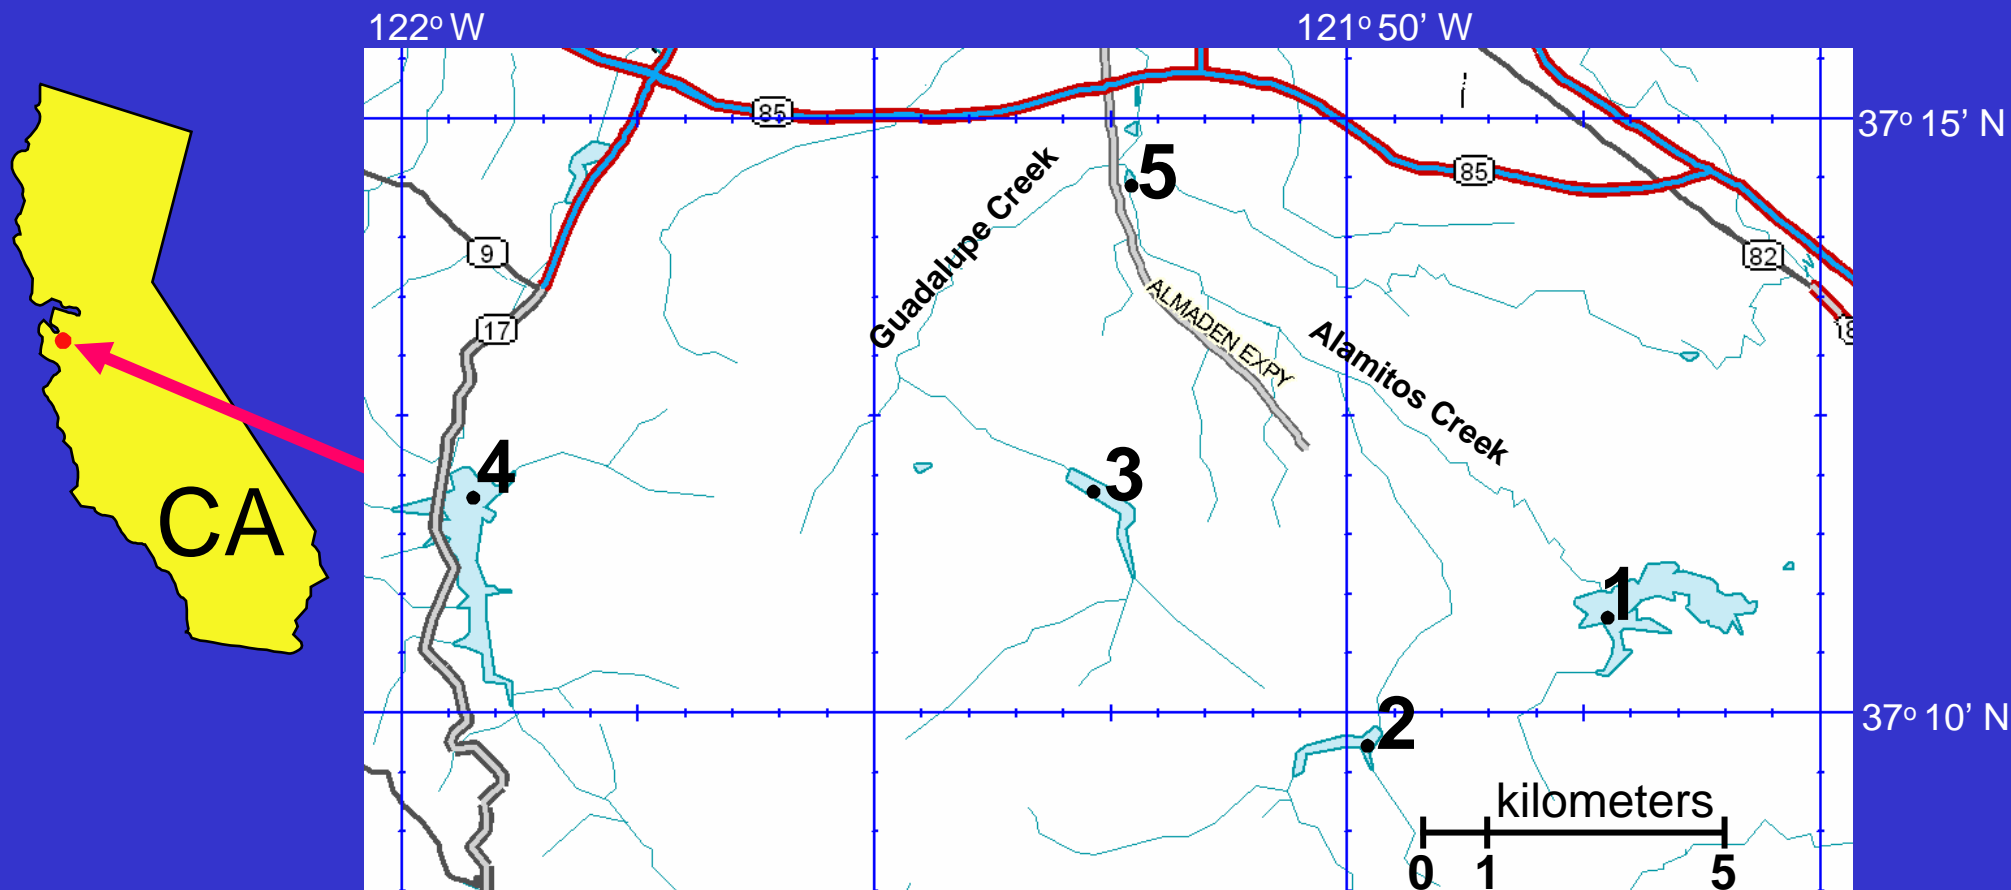 122° W
121° 50' W
85
37° 15' N
5
85
Guadalupe Creek
9
82
ALMADEN EXPY
17
Alamitos Creek
4
3
CA
1
2
37° 10' N
kilometers
0 1 5